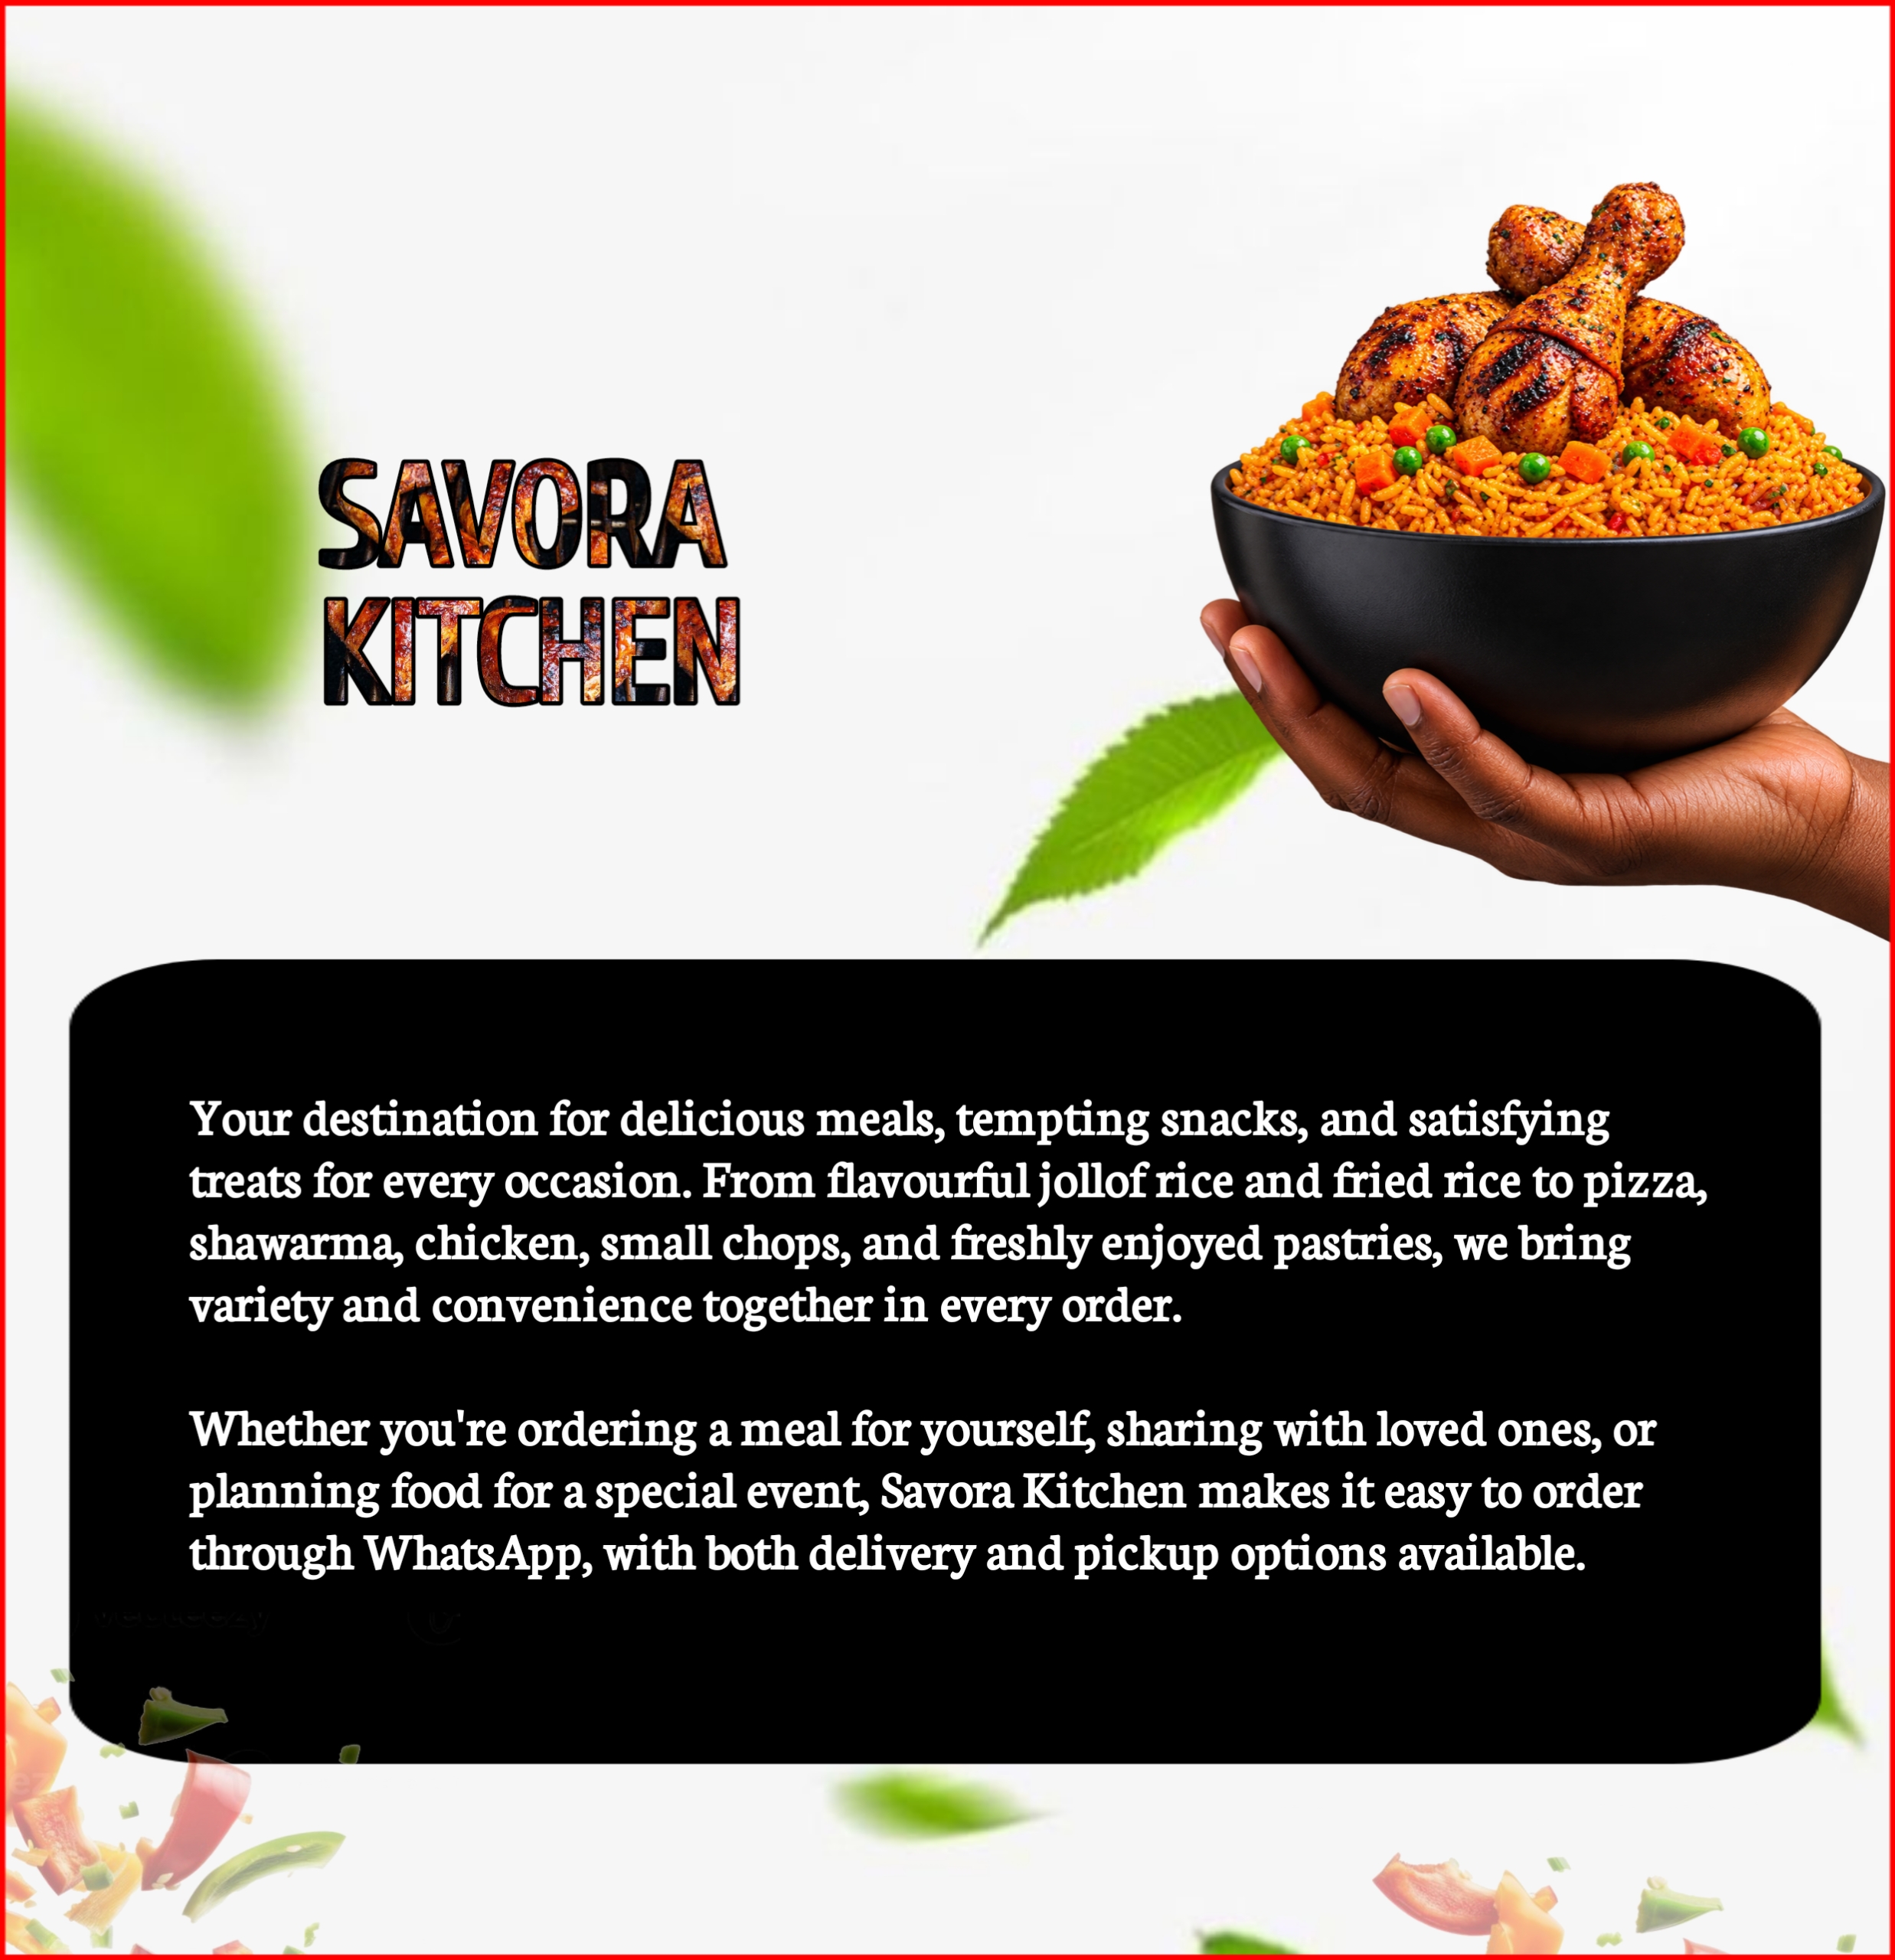 SAVORA
KITCHEN
Your destination for delicious meals, tempting snacks, and satisfying
treats for every occasion. From flavourful jollof rice and fried rice to pizza,
shawarma, chicken, small chops, and freshly enjoyed pastries, we bring
variety and convenience together in every order.
Whether you're ordering a meal for yourself, sharing with loved ones, or
planning food for a special event, Savora Kitchen makes it easy to order
through WhatsApp, with both delivery and pickup options available.